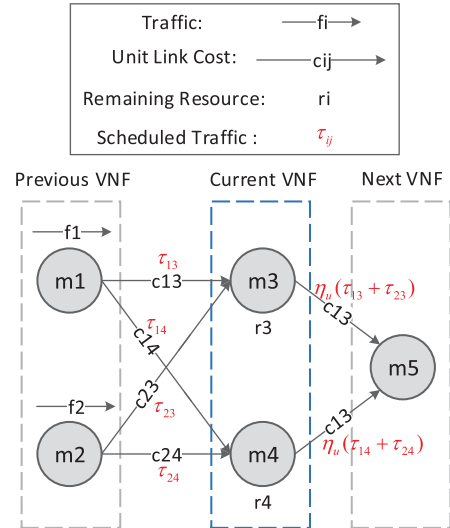 Traffic: fi
Unit Link Cost: cij
Remaining Resource: ri
Scheduled Traffic : τij
Previous VNF Current VNF Next VNF
f1
m1
τ13
c13
m3
r3
ηu(τ13 + τ23)
c13
τ14
c14
m5
f2
m2
c23
τ23
c24
τ24
m4
r4
c13
ηu(τ14 + τ24)